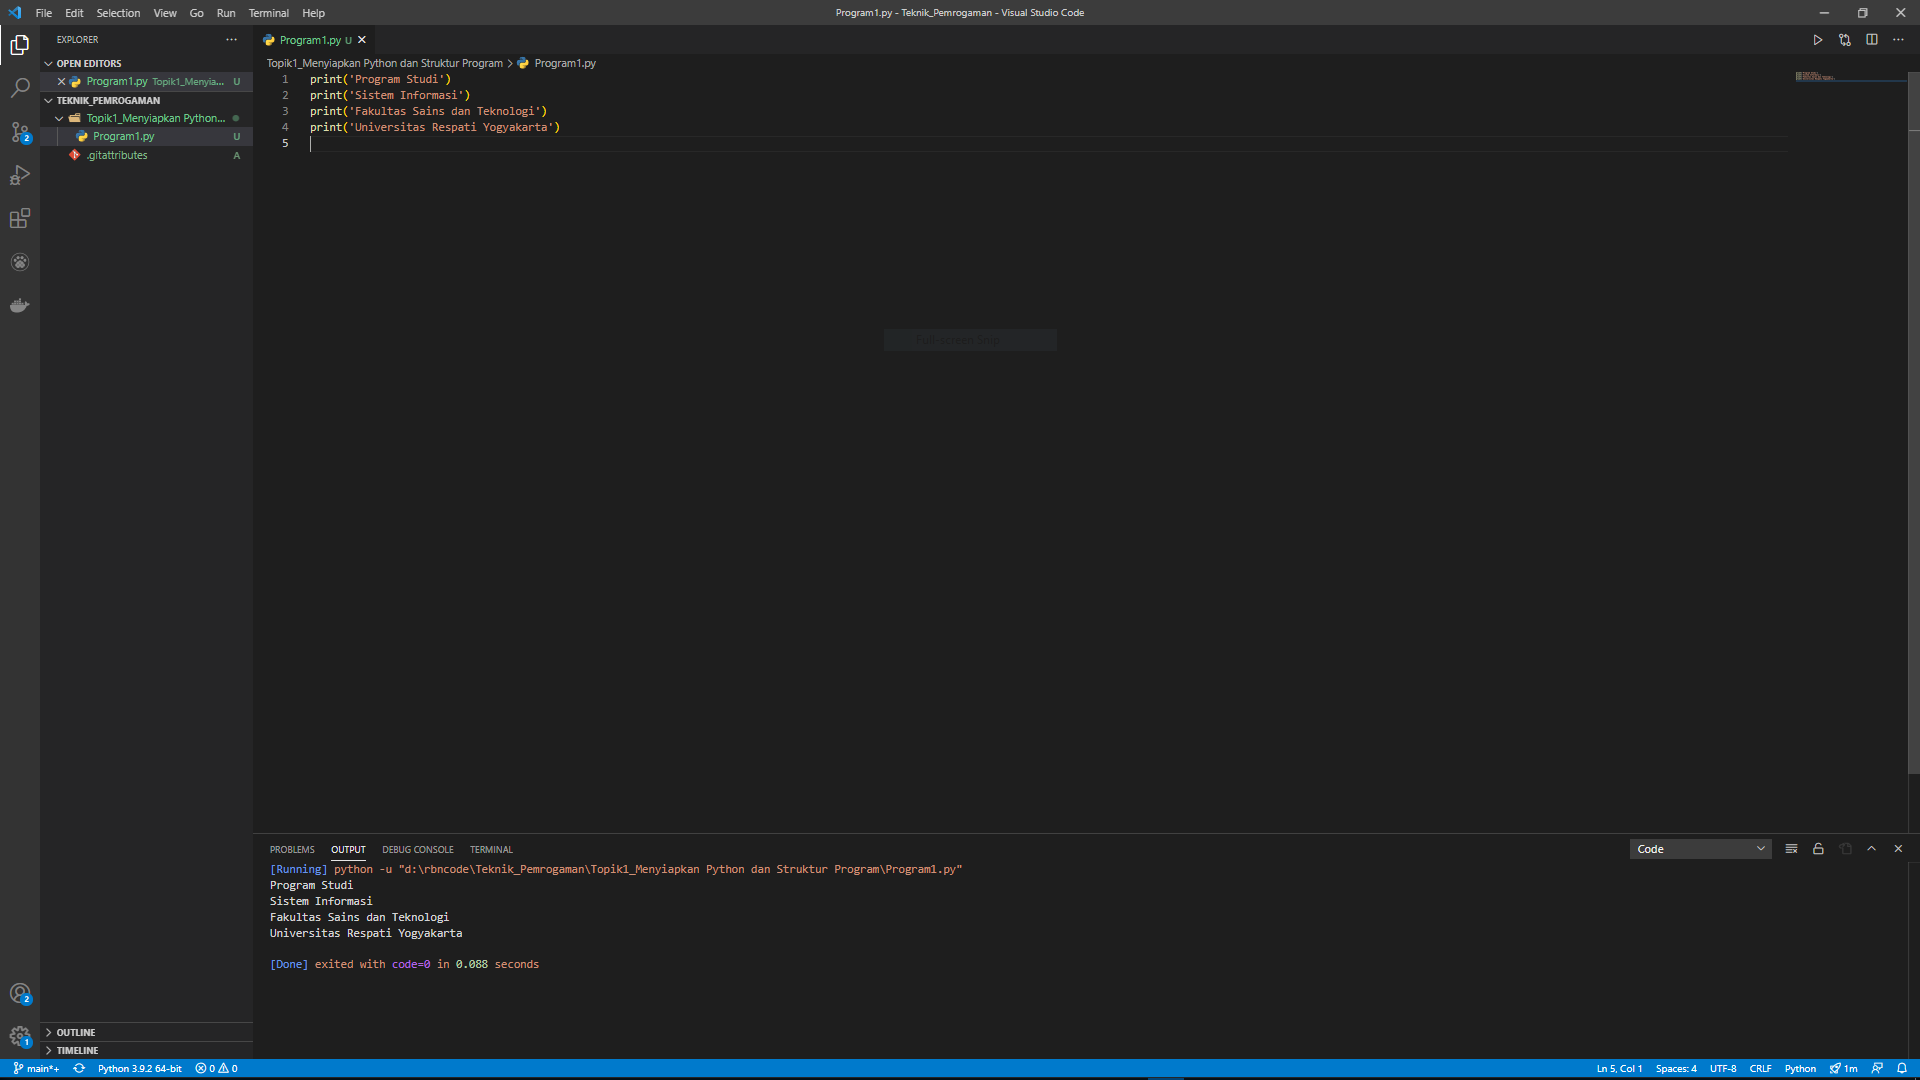 File Edit Selection View Go Run Terminal Help
Program1.py - Teknik_Pemrogaman - Visual Studio Code
EXPLORER
OPEN EDITORS
Program1.py Topik1_Menyia... U
TEKNIK_PEMROGAMAN
Topik1_Menyiapkan Python...
Program1.py U
.gitattributes A
Program1.py U
Topik1_Menyiapkan Python dan Struktur Program > Program1.py
1 print('Program Studi')
2 print('Sistem Informasi')
3 print('Fakultas Sains dan Teknologi')
4 print('Universitas Respati Yogyakarta')
5
Full-screen Snip
PROBLEMS OUTPUT DEBUG CONSOLE TERMINAL
Code
[Running] python -u "d:\rbncode\Teknik_Pemrogaman\Topik1_Menyiapkan Python dan Struktur Program\Program1.py"
Program Studi
Sistem Informasi
Fakultas Sains dan Teknologi
Universitas Respati Yogyakarta
[Done] exited with code=0 in 0.088 seconds
2
2
1
OUTLINE
TIMELINE
main*+ Python 3.9.2 64-bit 0 0
Ln 5, Col 1 Spaces: 4 UTF-8 CRLF Python 1m